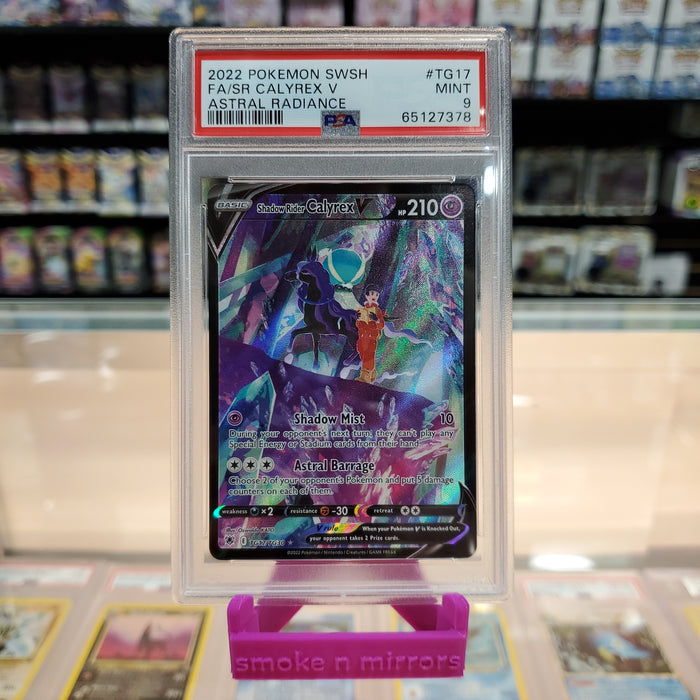 2022 POKEMON SWSH #TG17
FA/SR CALYREX V MINT
ASTRAL RADIANCE 9
PSA 65127378
BASIC Shadow Rider Calyrex V HP 210
Shadow Mist 10
During your opponent's next turn, they can't play any
Special Energy or Stadium cards from their hand.
Astral Barrage
Choose 2 of your opponent's Pokémon and put 5 damage
counters on each of them.
weakness ×2 resistance -30 retreat
V rule When your Pokémon V is Knocked Out,
your opponent takes 2 Prize cards.
TG17/TG30
©2022 Pokémon / Nintendo / Creatures / GAME FREAK
smoke n mirrors